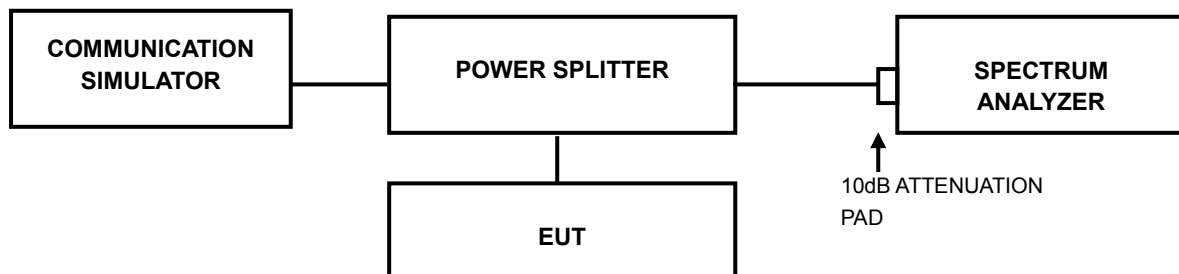 COMMUNICATION
SIMULATOR
POWER SPLITTER
SPECTRUM
ANALYZER
10dB ATTENUATION
PAD
EUT